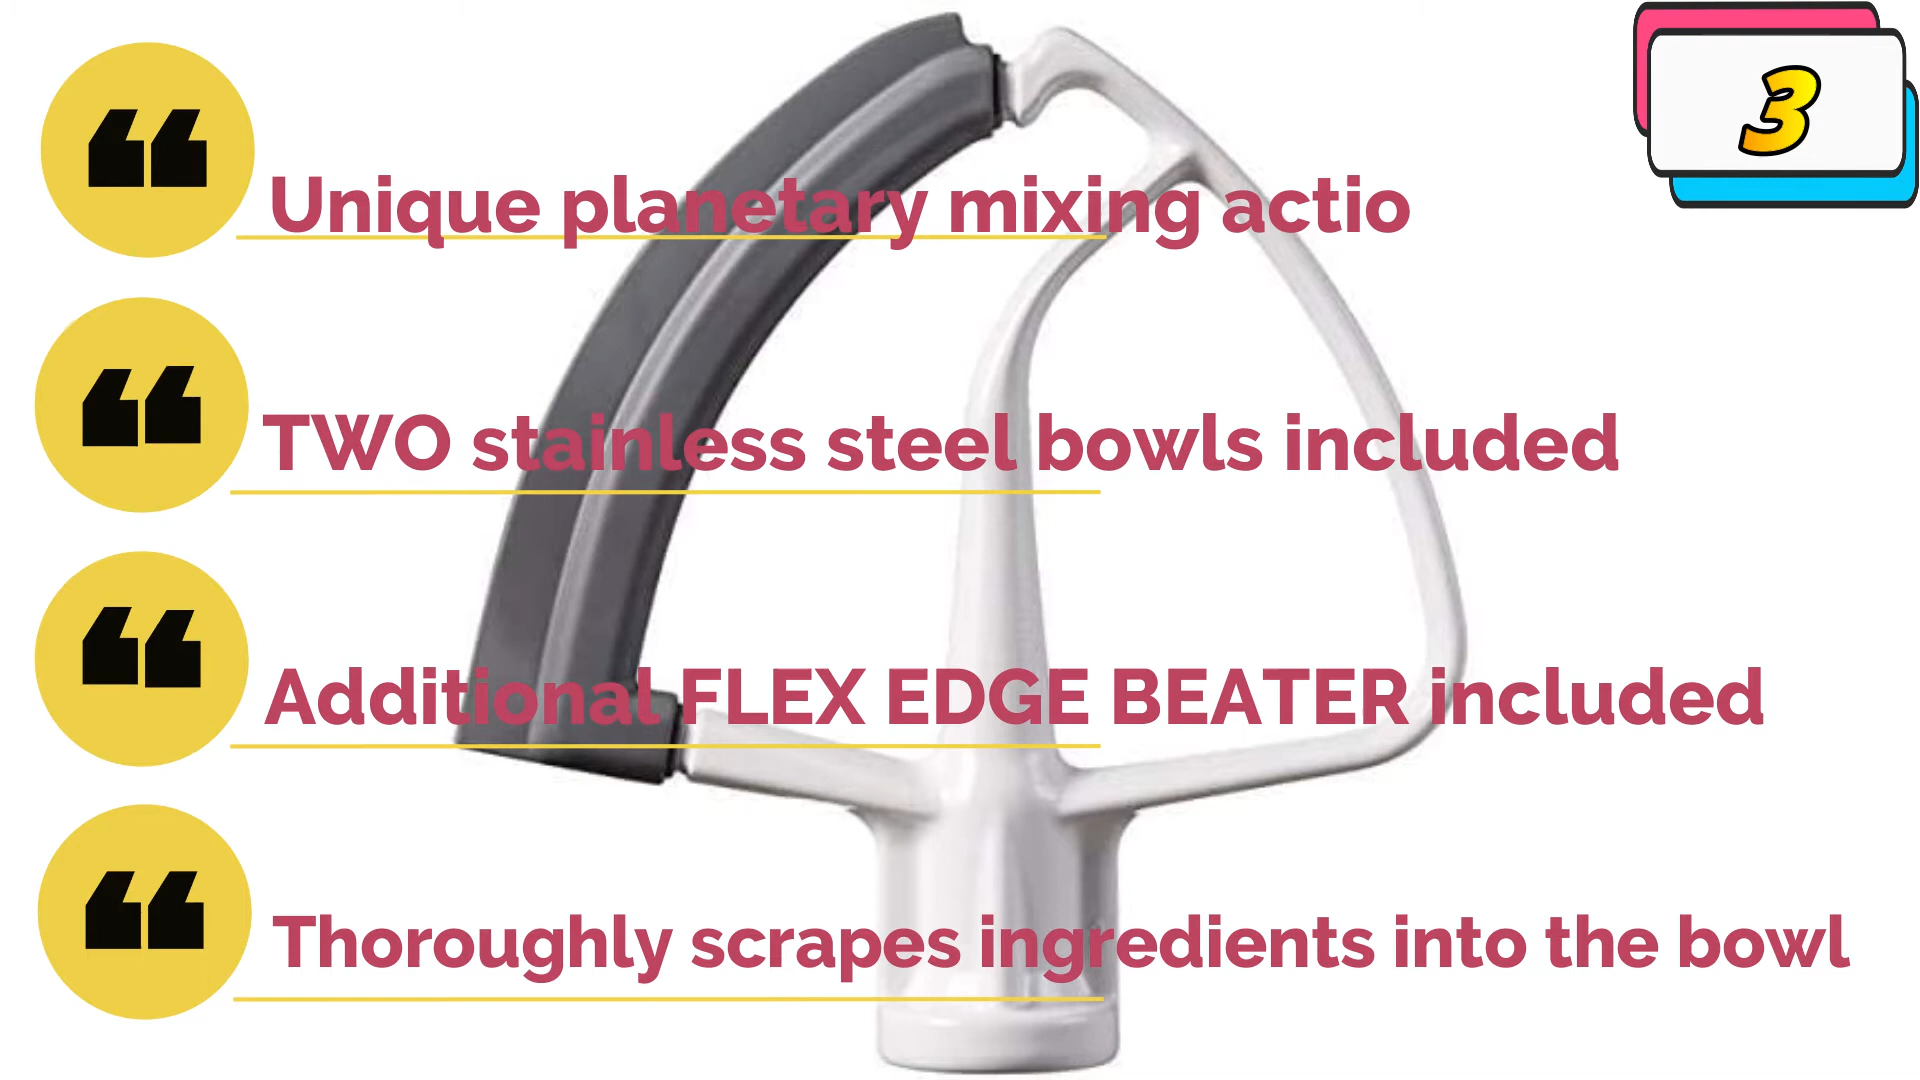 3
Unique planetary mixing actio
TWO stainless steel bowls included
Additional FLEX EDGE BEATER included
Thoroughly scrapes ingredients into the bowl